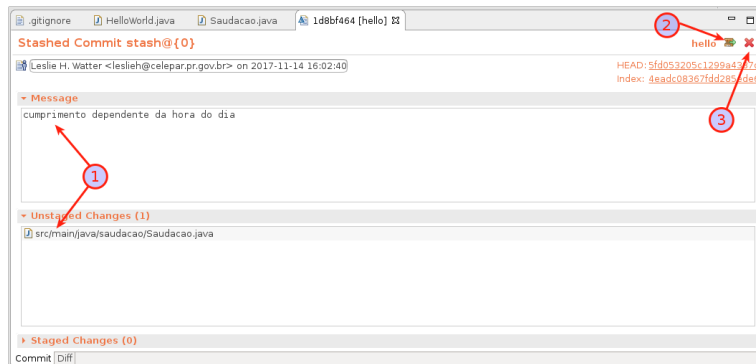 .gitignore HelloWorld.java Saudacao.java 1d8bf464 [hello]
Stashed Commit stash@{0} hello
2
Leslie H. Watter <leslieh@celepar.pr.gov.br> on 2017-11-14 16:02:40 HEAD:
Index:
3
Message
cumprimento dependente da hora do dia
1
Unstaged Changes (1)
src/main/java/saudacao/Saudacao.java
Staged Changes (0)
Commit Diff